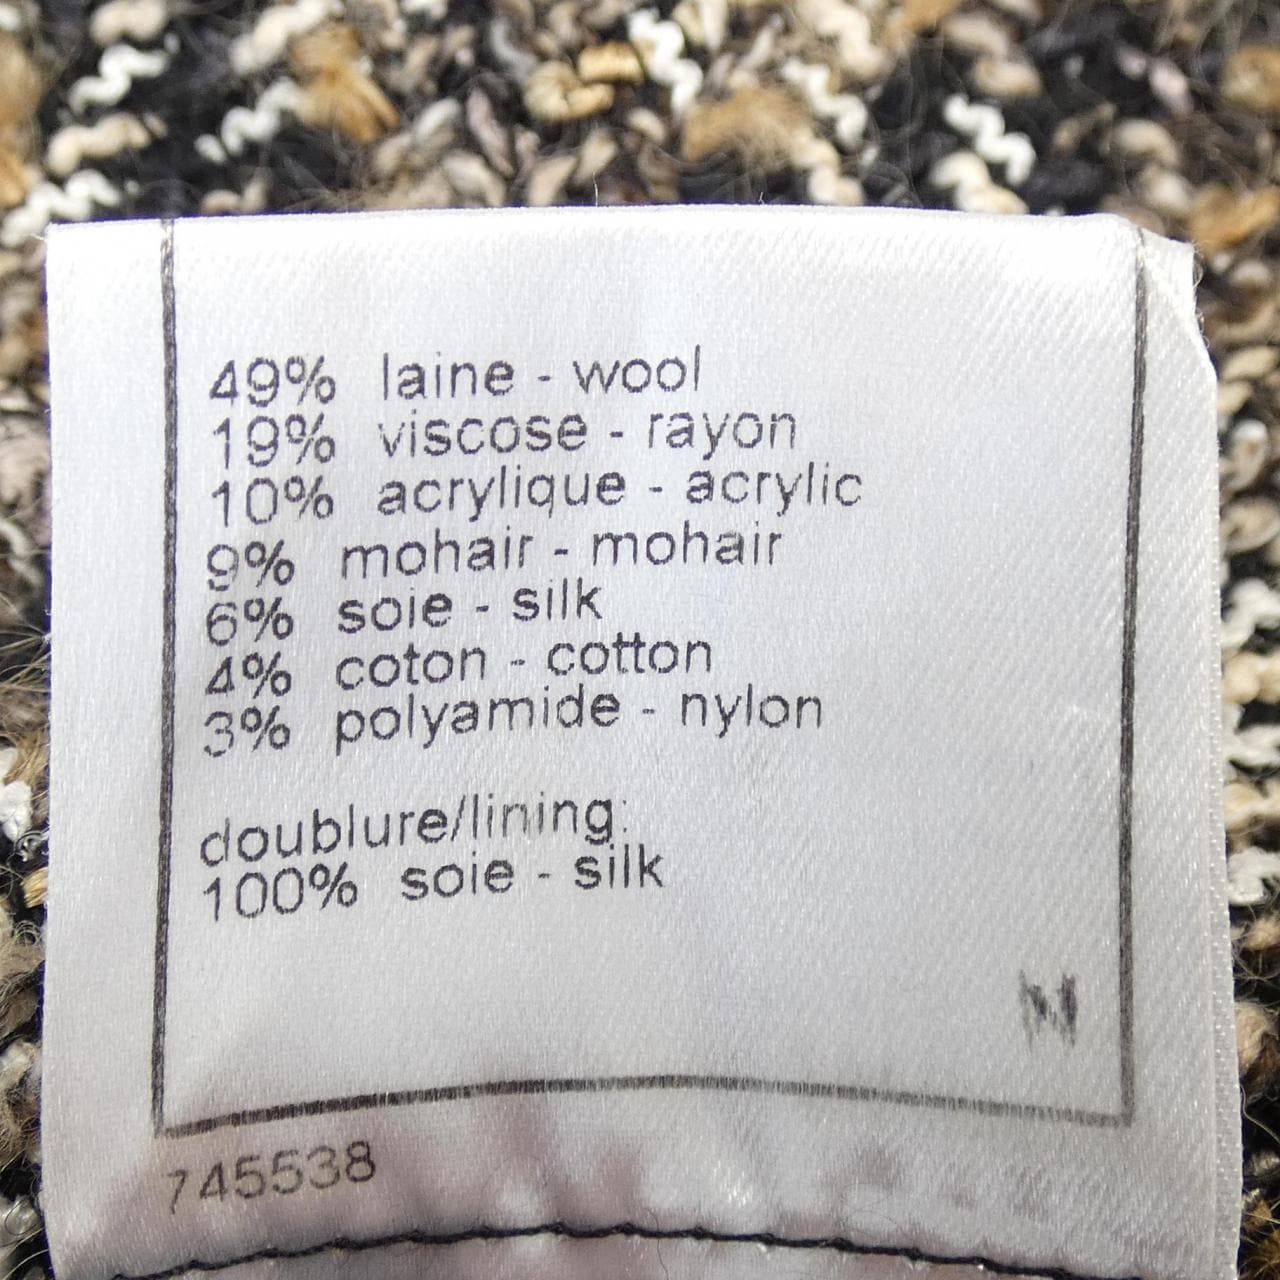 49% laine - wool
19% viscose - rayon
10% acrylique - acrylic
9% mohair - mohair
6% soie - silk
4% coton - cotton
3% polyamide - nylon
doublure/lining:
100% soie - silk
N
745538